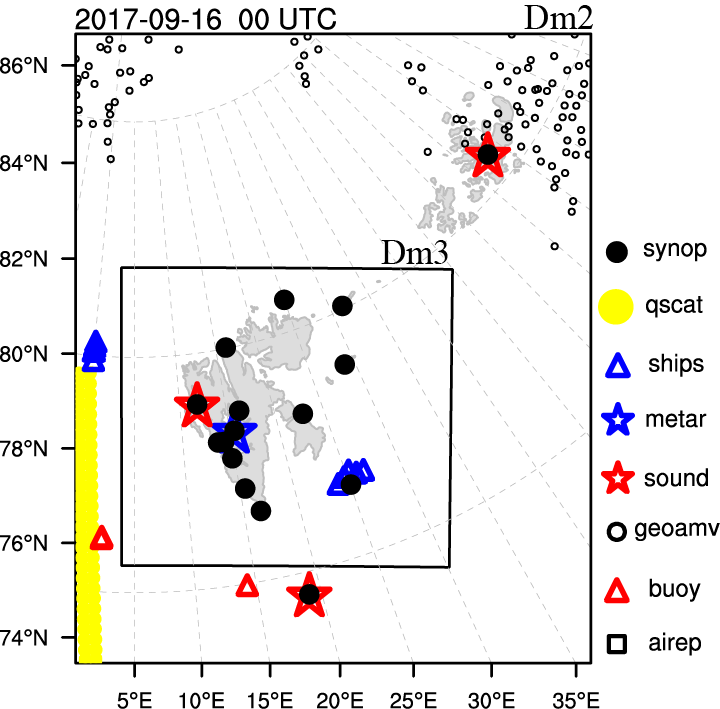 2017-09-16 00 UTC
Dm2
86°N
84°N
82°N
80°N
78°N
76°N
74°N
Dm3
5°E
10°E
15°E
20°E
25°E
30°E
35°E
synop
qscat
ships
metar
sound
geoamv
buoy
airep